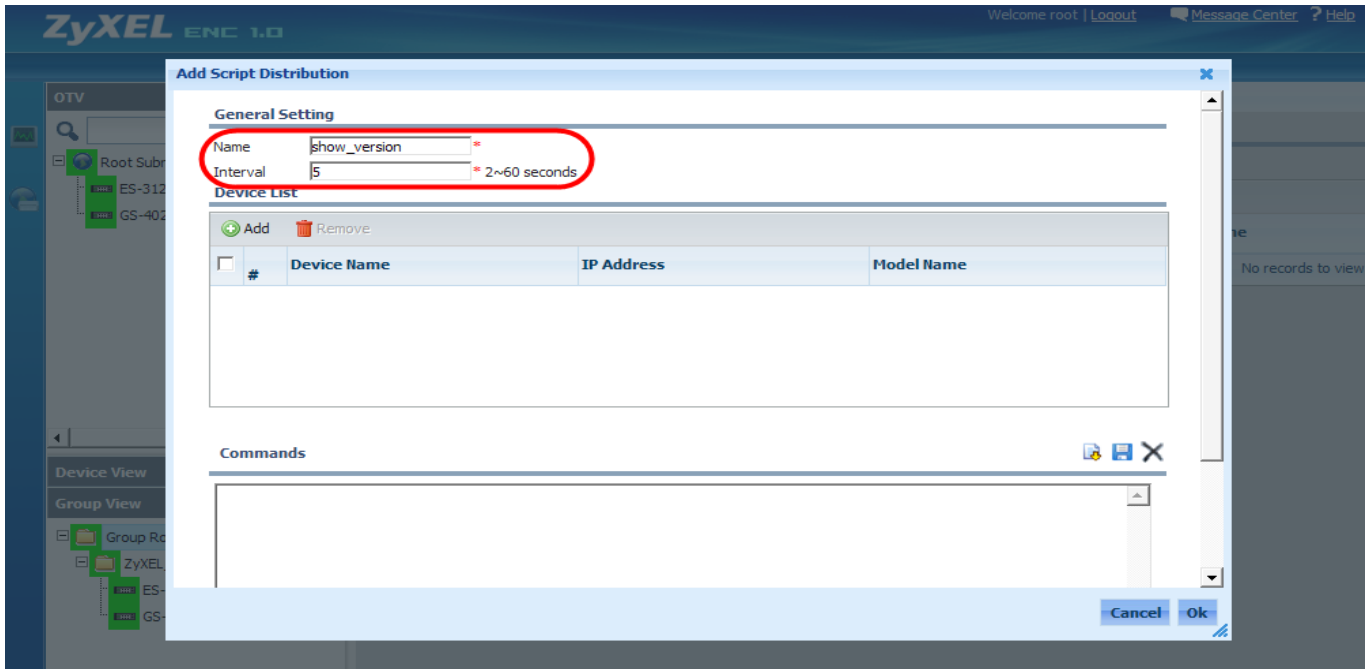 Welcome root | Logout Message Center ? Help
ZyXEL ENC 1.0
Add Script Distribution
OTV
General Setting
Name show_version *
Root Subn
Interval 5 * 2~60 seconds
ES-312
Device List
GS-402
Add Remove
# Device Name IP Address Model Name
No records to view
Commands
Device View
Group View
Group Ro
ZyXEL
ES-
GS-
Cancel Ok